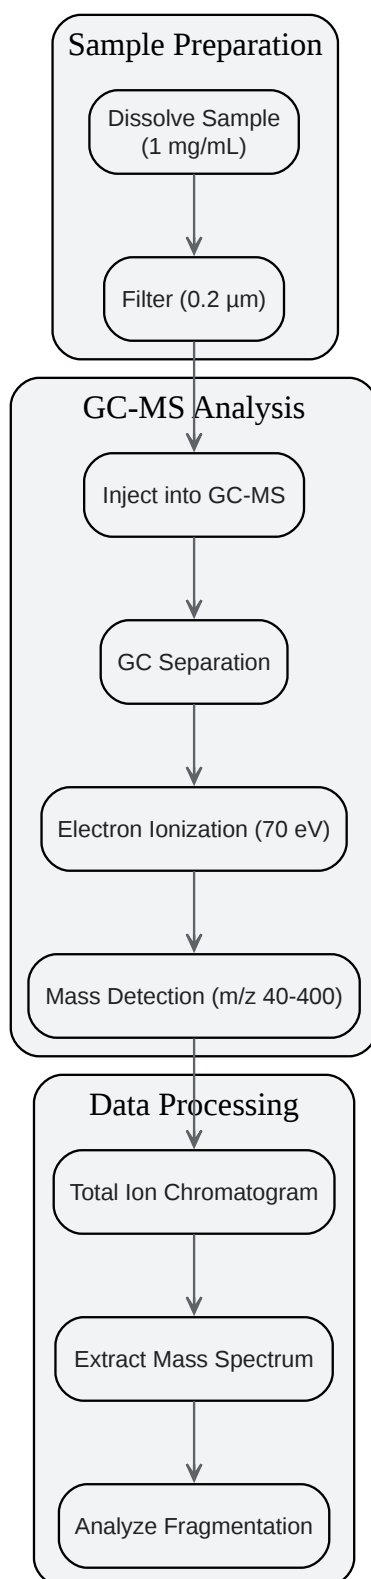 Sample Preparation
Dissolve Sample
(1 mg/mL)
Filter (0.2 µm)
GC-MS Analysis
Inject into GC-MS
GC Separation
Electron Ionization (70 eV)
Mass Detection (m/z 40-400)
Data Processing
Total Ion Chromatogram
Extract Mass Spectrum
Analyze Fragmentation